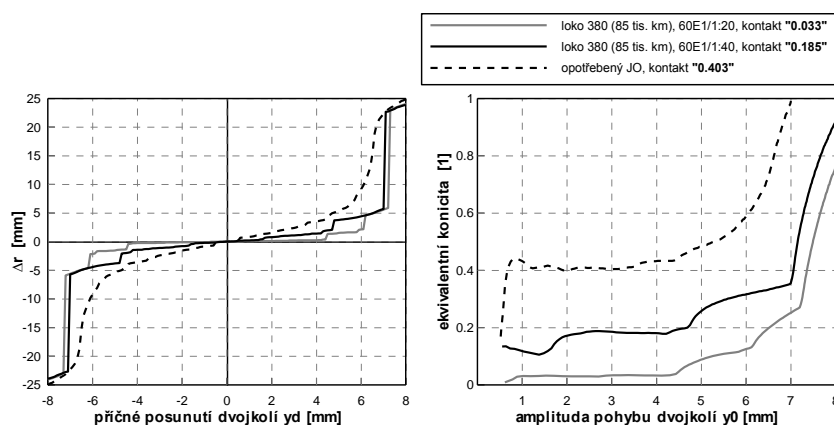 loko 380 (85 tis. km), 60E1/1:20, kontakt "0.033"
loko 380 (85 tis. km), 60E1/1:40, kontakt "0.185"
opotřebený JO, kontakt "0.403"
25
20
15
10
5
0
-5
-10
-15
-20
-25
Δr [mm]
-8 -6 -4 -2 0 2 4 6 8
příčné posunutí dvojkolí yd [mm]
1
0.8
0.6
0.4
0.2
0
ekvivalentní konicita [1]
1 2 3 4 5 6 7 8
amplituda pohybu dvojkolí y0 [mm]